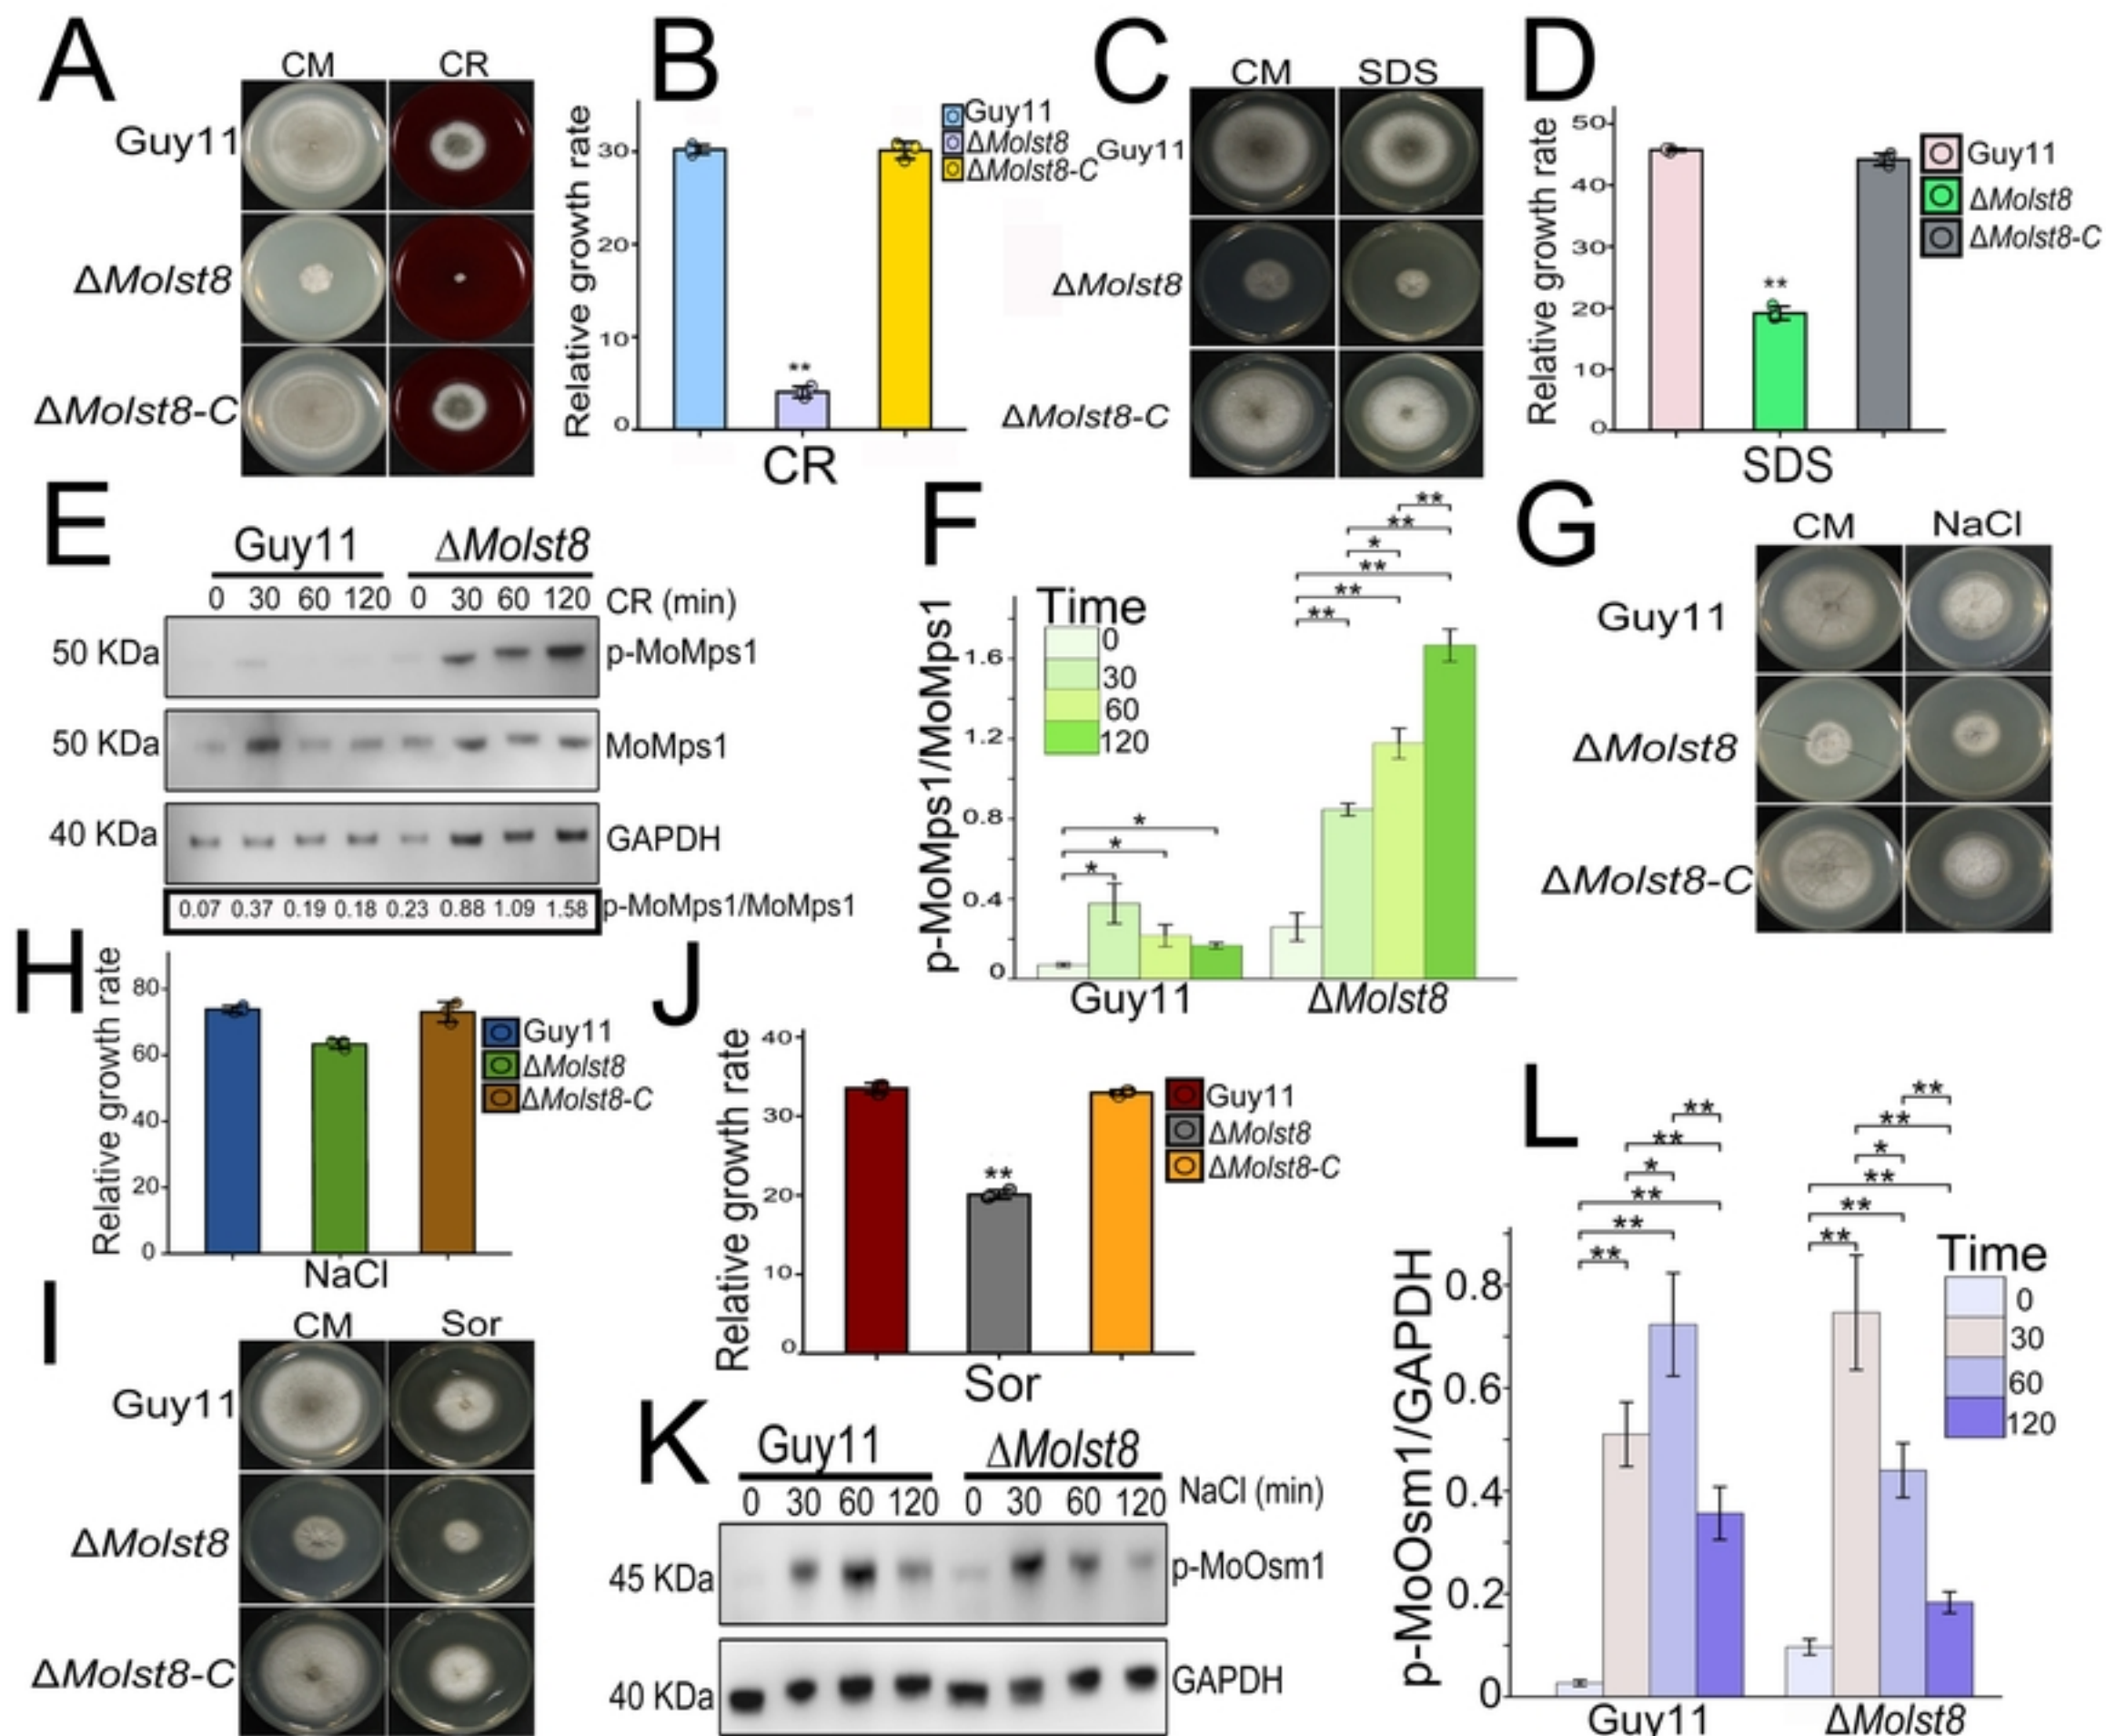 A
CM CR
Guy11
ΔMolst8
ΔMolst8-C
B
Relative growth rate
30
20
10
0
**
CR
Guy11
ΔMolst8
ΔMolst8-C
C
CM SDS
Guy11
ΔMolst8
ΔMolst8-C
D
Relative growth rate
50
40
30
20
10
0
**
SDS
Guy11
ΔMolst8
ΔMolst8-C
E
Guy11 ΔMolst8
0 30 60 120 0 30 60 120 CR (min)
50 KDa p-MoMps1
50 KDa MoMps1
40 KDa GAPDH
0.07 0.37 0.19 0.18 0.23 0.88 1.09 1.58 p-MoMps1/MoMps1
F
p-MoMps1/MoMps1
1.6
1.2
0.8
0.4
0
Time
0
30
60
120
*
*
*
**
**
*
**
**
**
Guy11 ΔMolst8
G
CM NaCl
Guy11
ΔMolst8
ΔMolst8-C
H
Relative growth rate
80
60
40
20
0
NaCl
Guy11
ΔMolst8
ΔMolst8-C
I
CM Sor
Guy11
ΔMolst8
ΔMolst8-C
J
Relative growth rate
40
30
20
10
0
**
Sor
Guy11
ΔMolst8
ΔMolst8-C
K
Guy11 ΔMolst8
0 30 60 120 0 30 60 120 NaCl (min)
45 KDa p-MoOsm1
40 KDa GAPDH
L
p-MoOsm1/GAPDH
0.8
0.6
0.4
0.2
0
**
**
*
**
**
**
**
**
*
**
**
**
Time
0
30
60
120
Guy11 ΔMolst8